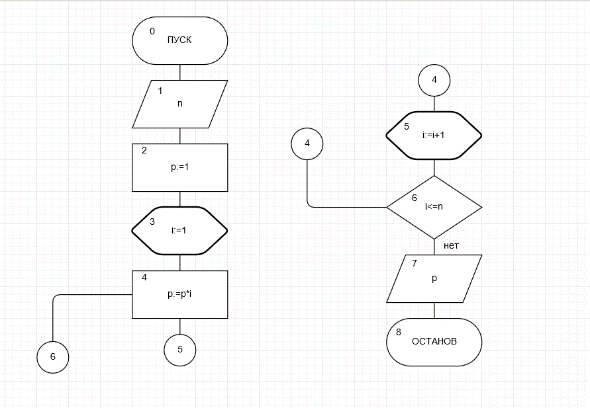 0
ПУСК
1
n
2
p:=1
3
i:=1
4
p:=p*i
6
5
4
5
i:=i+1
4
6
i<=n
нет
7
p
8
ОСТАНОВ